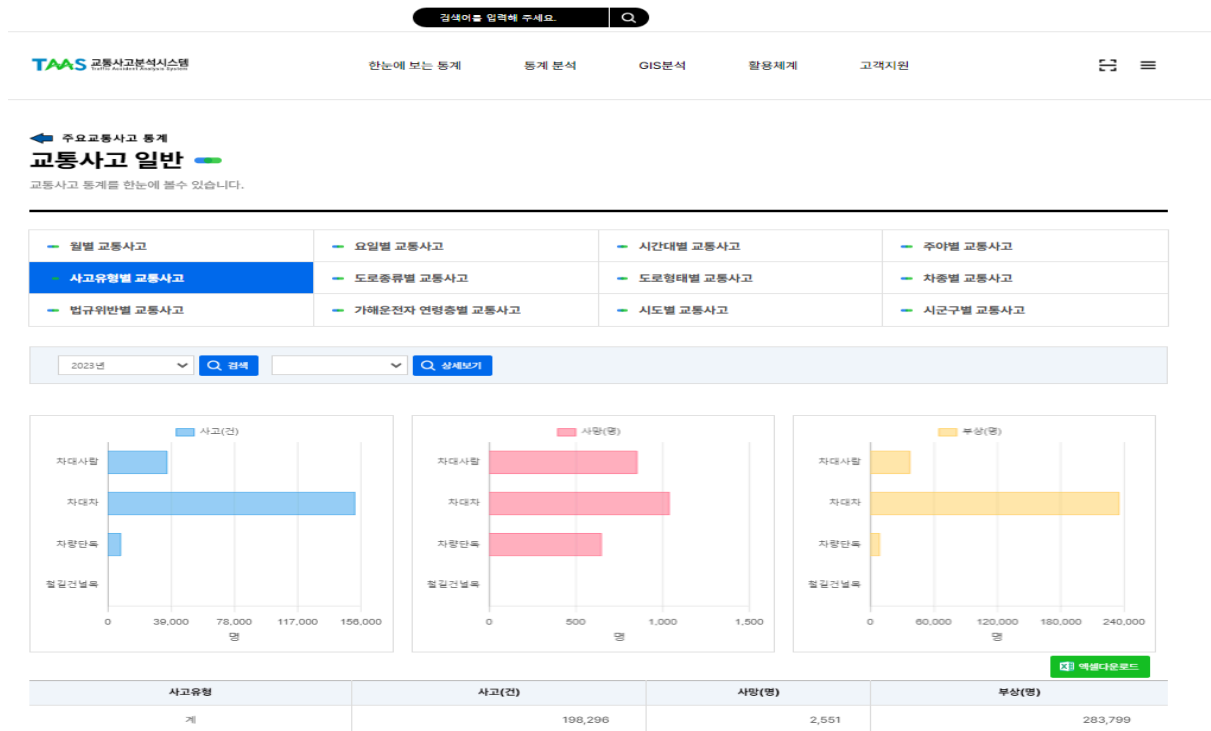 검색어를 입력해 주세요.
TAAS 교통사고분석시스템
Traffic Accident Analysis System
한눈에 보는 통계 통계 분석 GIS분석 활용체계 고객지원
주요교통사고 통계
교통사고 일반
교통사고 통계를 한눈에 볼수 있습니다.
월별 교통사고 요일별 교통사고 시간대별 교통사고 주야별 교통사고
사고유형별 교통사고 도로종류별 교통사고 도로형태별 교통사고 차종별 교통사고
법규위반별 교통사고 가해운전자 연령층별 교통사고 시도별 교통사고 시군구별 교통사고
2023년 검색 상세보기
사고(건)
차대사람
차대차
차량단독
철길건널목
0 39,000 78,000 117,000 156,000
명
사망(명)
차대사람
차대차
차량단독
철길건널목
0 500 1,000 1,500
명
부상(명)
차대사람
차대차
차량단독
철길건널목
0 60,000 120,000 180,000 240,000
명
엑셀다운로드
사고유형 사고(건) 사망(명) 부상(명)
계 198,296 2,551 283,799